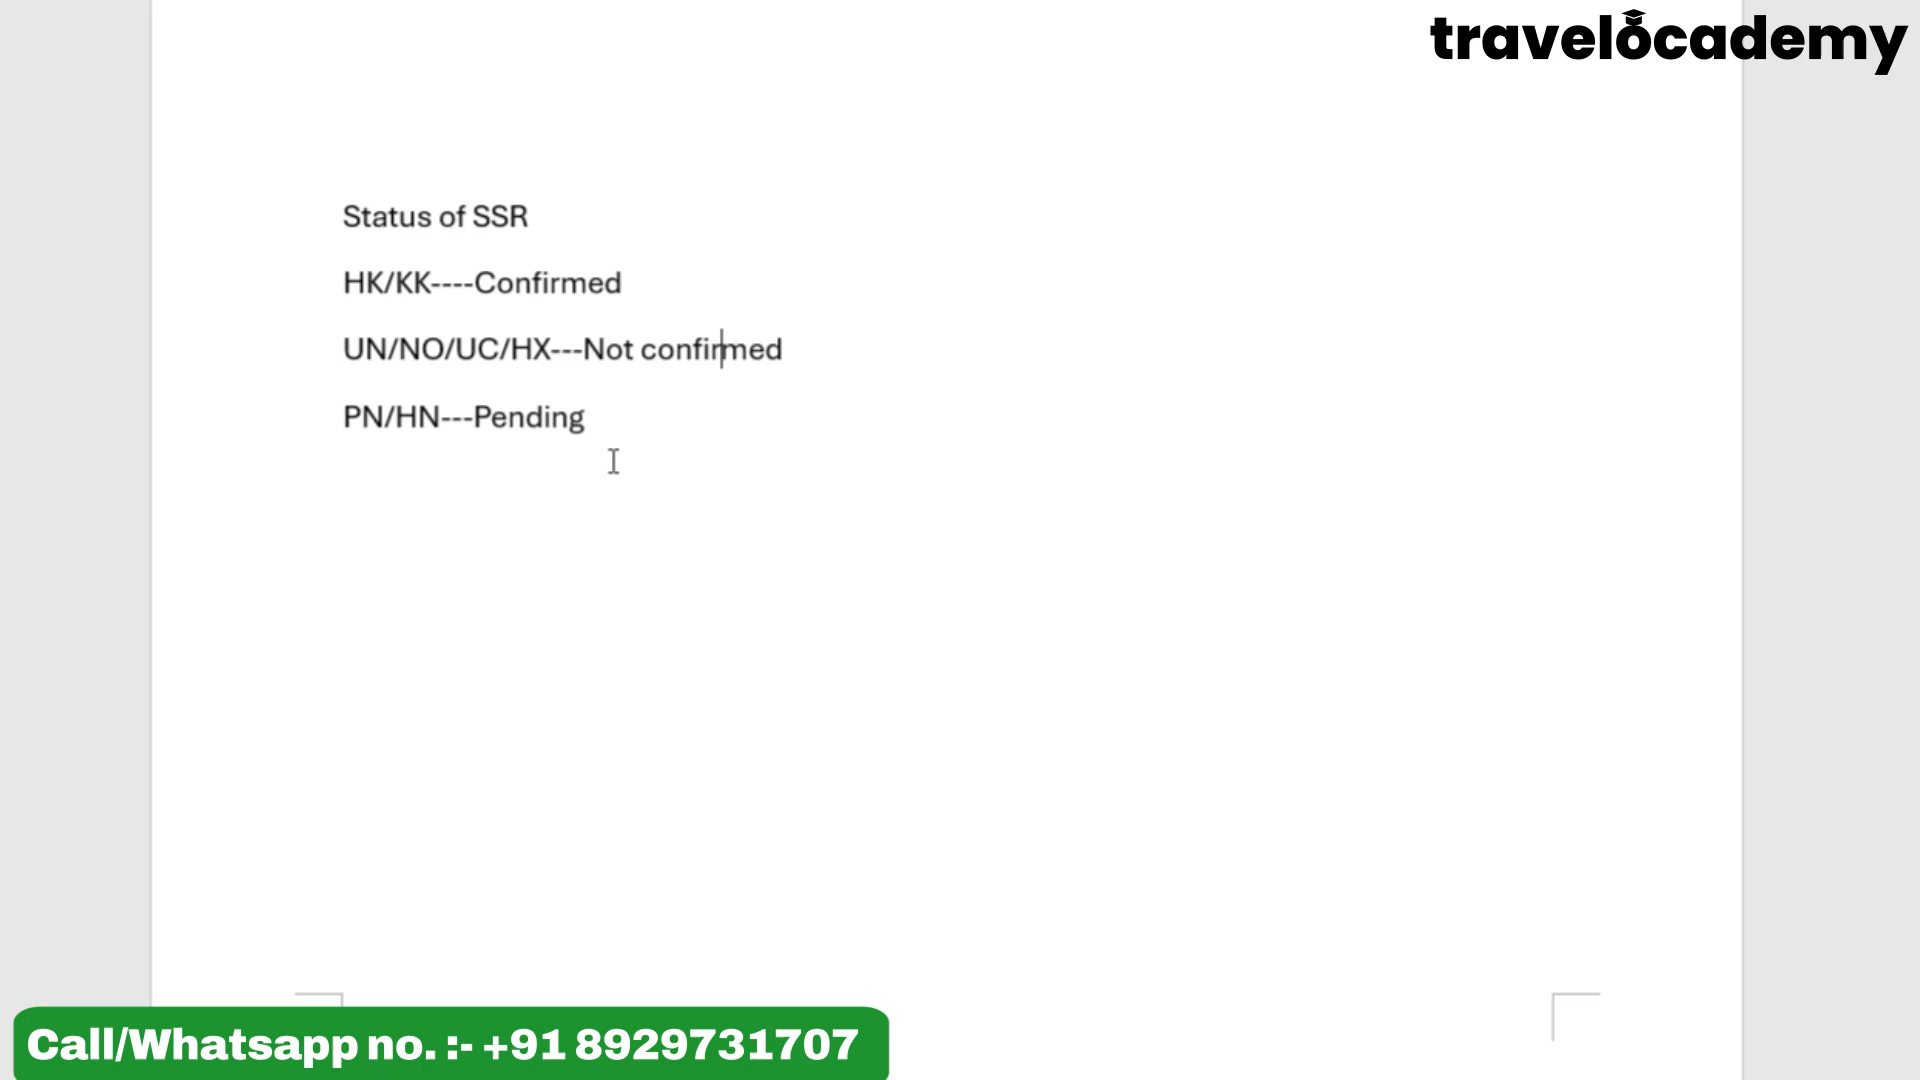 travelocademy
Status of SSR
HK/KK----Confirmed
UN/NO/UC/HX---Not confirmed
PN/HN---Pending
Call/Whatsapp no. :- +91 8929731707